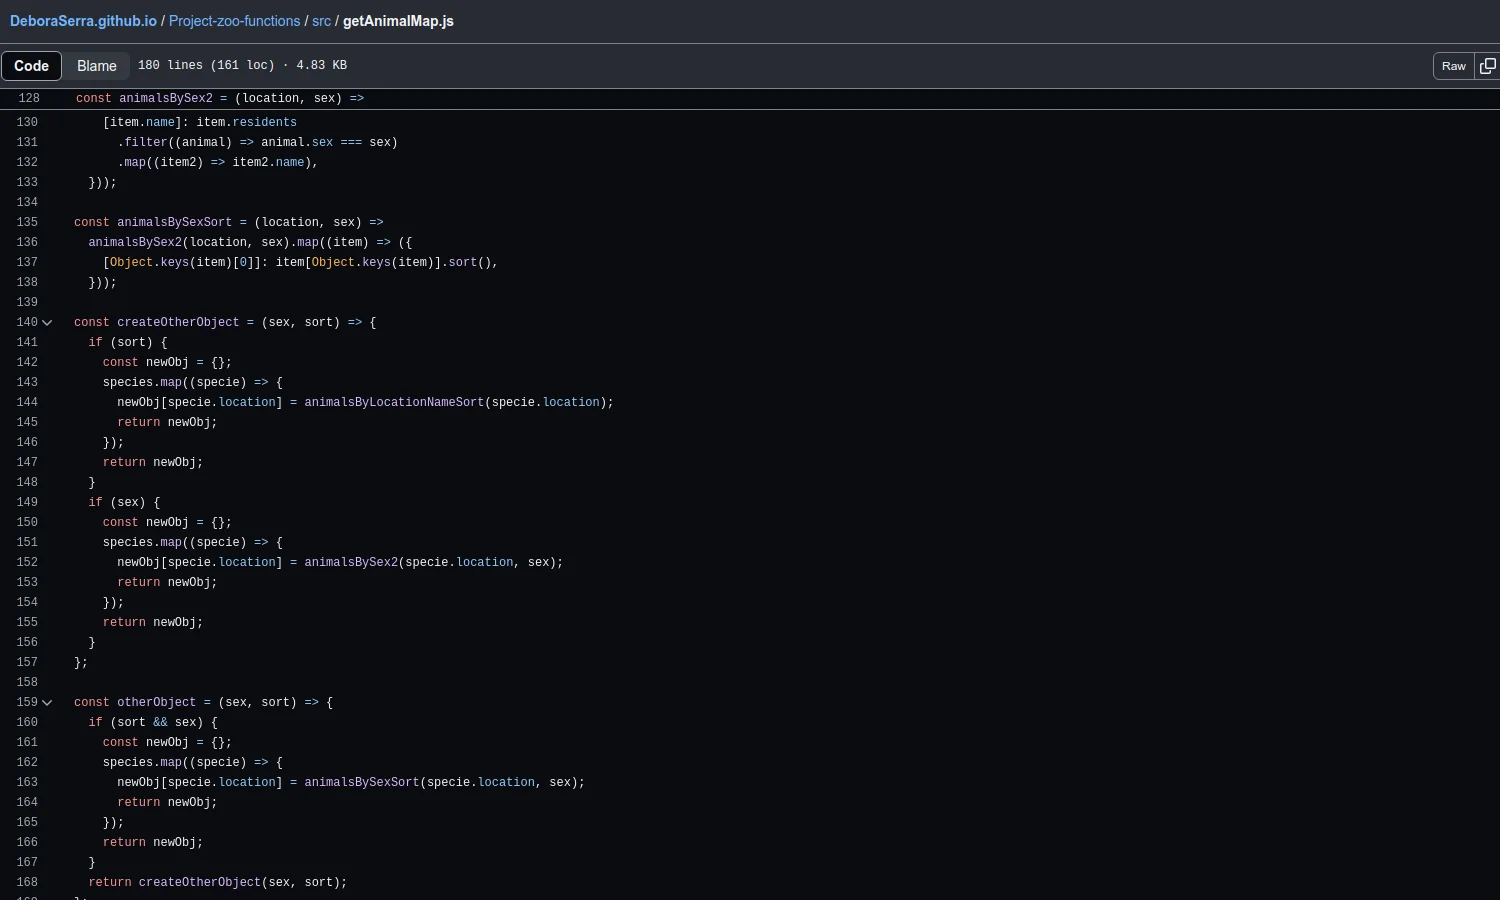 DeboraSerra.github.io / Project-zoo-functions / src / getAnimalMap.js
Code Blame 180 lines (161 loc) · 4.83 KB Raw
128 const animalsBySex2 = (location, sex) =>
130 [item.name]: item.residents
131 .filter((animal) => animal.sex === sex)
132 .map((item2) => item2.name),
133 }));
134
135 const animalsBySexSort = (location, sex) =>
136 animalsBySex2(location, sex).map((item) => ({
137 [Object.keys(item)[0]]: item[Object.keys(item)].sort(),
138 }));
139
140 const createOtherObject = (sex, sort) => {
141 if (sort) {
142 const newObj = {};
143 species.map((specie) => {
144 newObj[specie.location] = animalsByLocationNameSort(specie.location);
145 return newObj;
146 });
147 return newObj;
148 }
149 if (sex) {
150 const newObj = {};
151 species.map((specie) => {
152 newObj[specie.location] = animalsBySex2(specie.location, sex);
153 return newObj;
154 });
155 return newObj;
156 }
157 };
158
159 const otherObject = (sex, sort) => {
160 if (sort && sex) {
161 const newObj = {};
162 species.map((specie) => {
163 newObj[specie.location] = animalsBySexSort(specie.location, sex);
164 return newObj;
165 });
166 return newObj;
167 }
168 return createOtherObject(sex, sort);